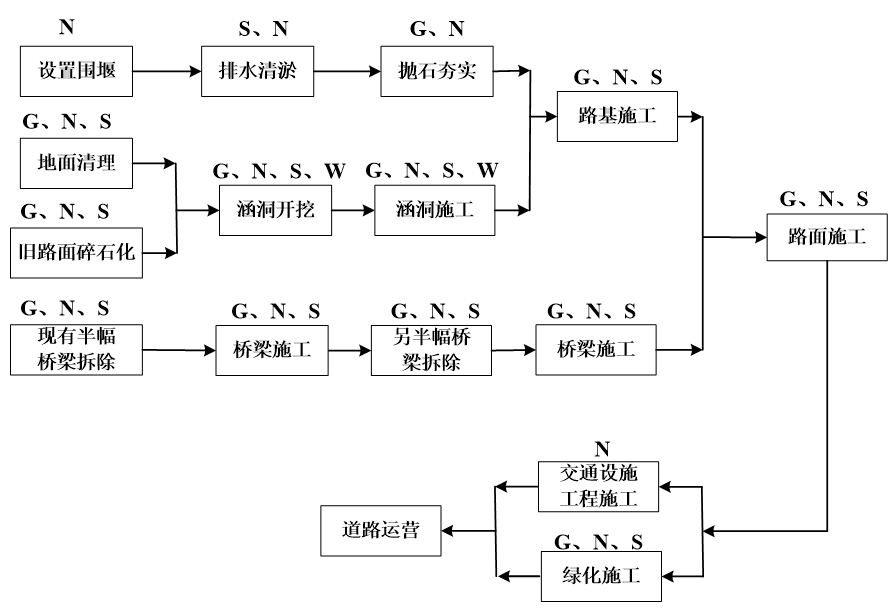 N
S、N
G、N
设置围堰
排水清淤
抛石夯实
G、N、S
路基施工
G、N、S
地面清理
G、N、S、W
G、N、S、W
涵洞开挖
涵洞施工
G、N、S
旧路面碎石化
G、N、S
路面施工
G、N、S
G、N、S
G、N、S
G、N、S
现有半幅
桥梁拆除
桥梁施工
另半幅桥
梁拆除
桥梁施工
N
交通设施
工程施工
道路运营
G、N、S
绿化施工